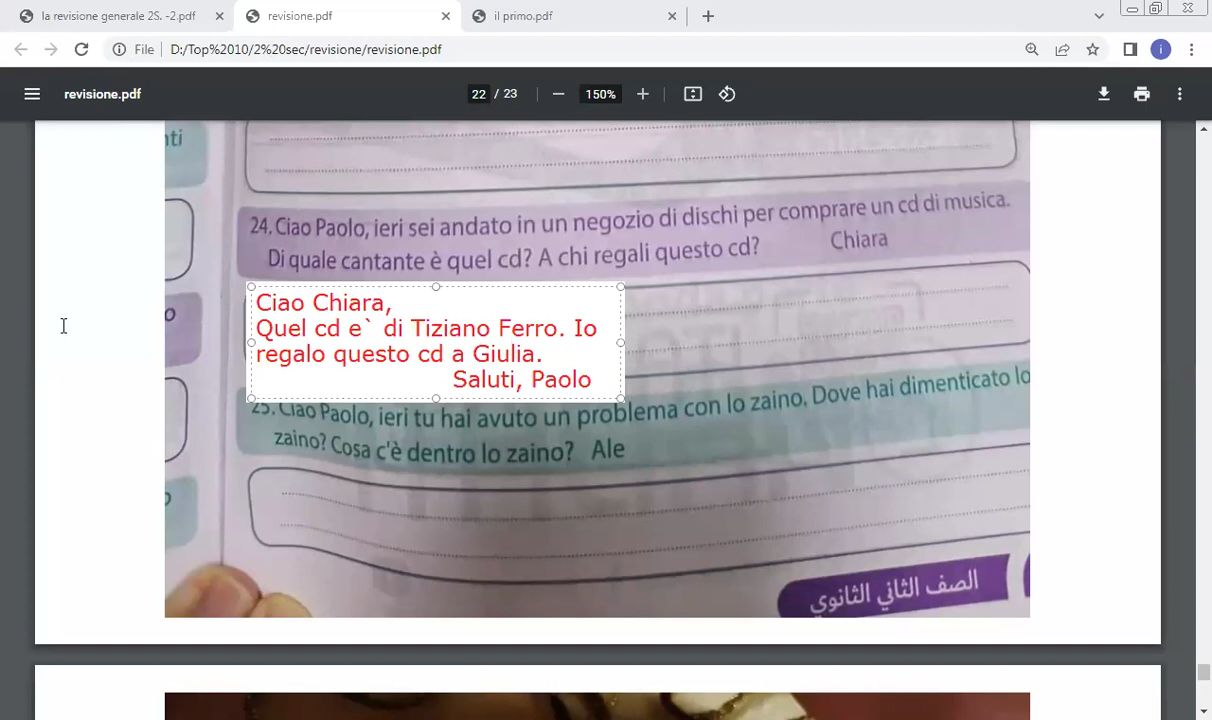 la revisione generale 2S. -2.pdf
revisione.pdf
il primo.pdf
File
D:/Top%2010/2%20sec/revisione/revisione.pdf
i
revisione.pdf
22 / 23
150%
nti
24. Ciao Paolo, ieri sei andato in un negozio di dischi per comprare un cd di musica.
Di quale cantante è quel cd? A chi regali questo cd? Chiara
o
Ciao Chiara,
Quel cd e` di Tiziano Ferro. Io
regalo questo cd a Giulia.
Saluti, Paolo
25. Ciao Paolo, ieri tu hai avuto un problema con lo zaino. Dove hai dimenticato lo
zaino? Cosa c'è dentro lo zaino? Ale
o
الصف الثاني الثانوي